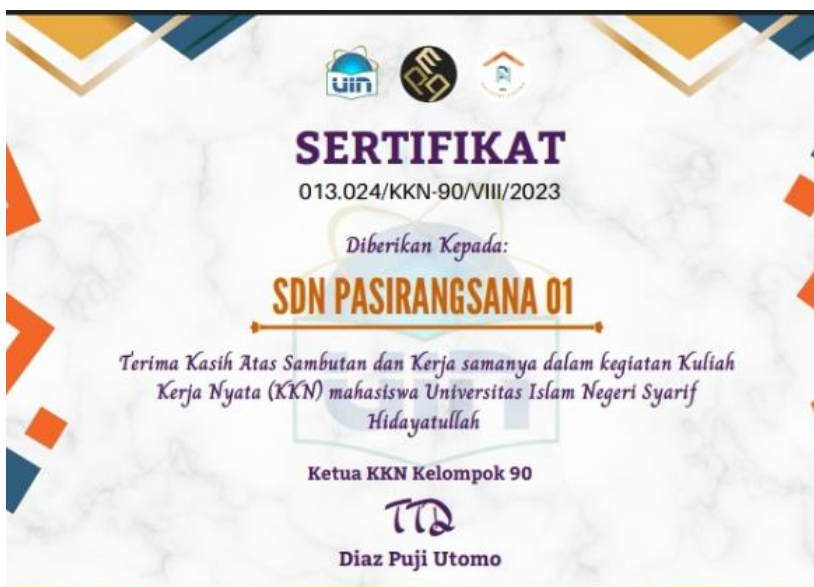 uin
PPM
SERTIFIKAT
013.024/KKN-90/VIII/2023
Diberikan Kepada:
SDN PASIRANGSANA 01
Terima Kasih Atas Sambutan dan Kerja samanya dalam kegiatan Kuliah
Kerja Nyata (KKN) mahasiswa Universitas Islam Negeri Syarif
Hidayatullah
Ketua KKN Kelompok 90
TTD
Diaz Puji Utomo